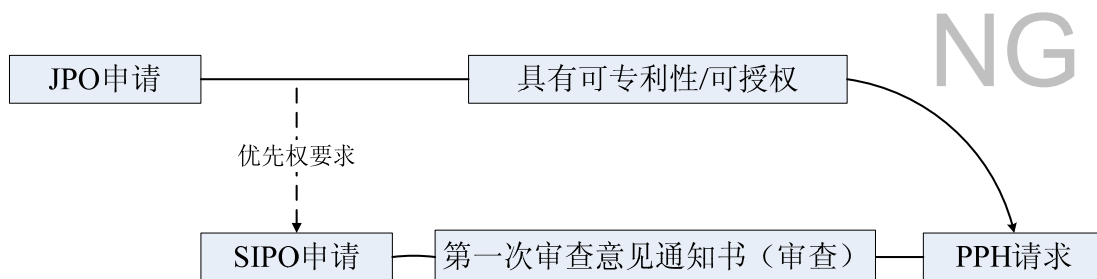 NG
JPO申请
具有可专利性/可授权
优先权要求
SIPO申请
第一次审查意见通知书（审查）
PPH请求